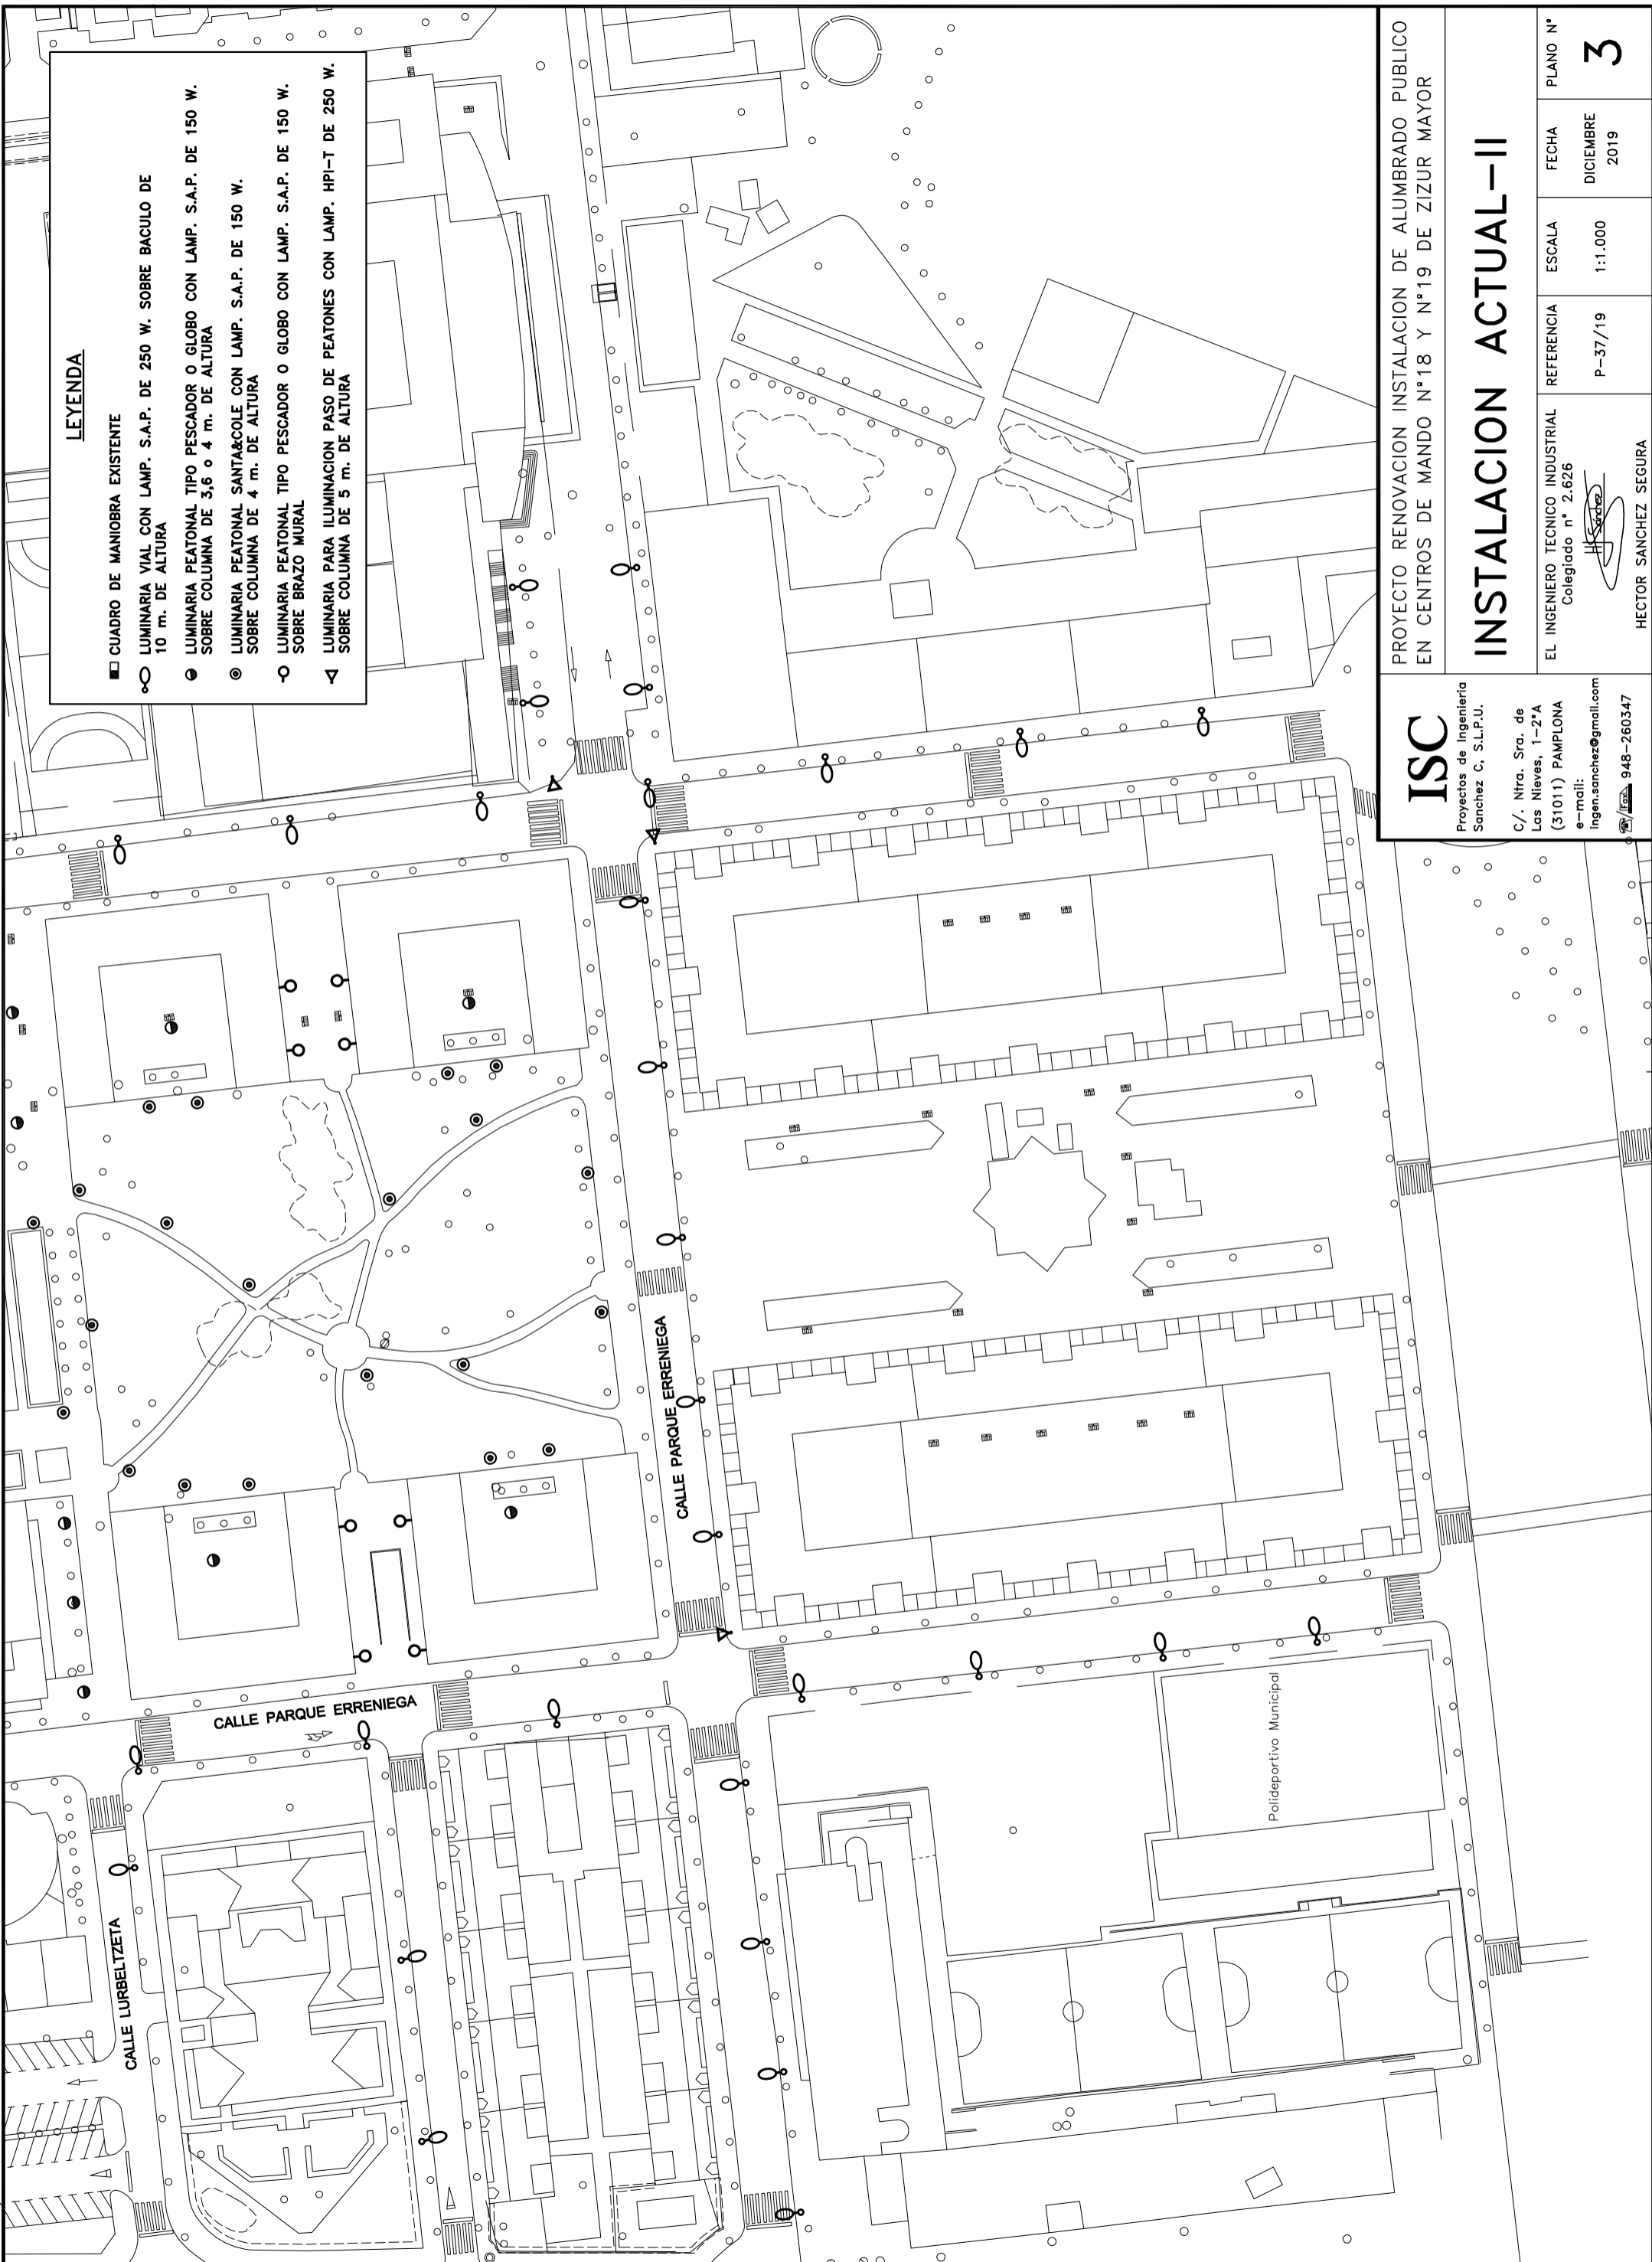 LEYENDA
CUADRO DE MANIOBRA EXISTENTE
LUMINARIA VIAL CON LAMP. S.A.P. DE 250 W. SOBRE BACULO DE
10 m. DE ALTURA
LUMINARIA PEATONAL TIPO PESCADOR O GLOBO CON LAMP. S.A.P. DE 150 W.
SOBRE COLUMNA DE 3,6 o 4 m. DE ALTURA
LUMINARIA PEATONAL SANTA&COLE CON LAMP. S.A.P. DE 150 W.
SOBRE COLUMNA DE 4 m. DE ALTURA
LUMINARIA PEATONAL TIPO PESCADOR O GLOBO CON LAMP. S.A.P. DE 150 W.
SOBRE BRAZO MURAL
LUMINARIA PARA ILUMINACION PASO DE PEATONES CON LAMP. HPI-T DE 250 W.
SOBRE COLUMNA DE 5 m. DE ALTURA
CALLE LURBELTZETA
CALLE PARQUE ERRENIEGA
CALLE PARQUE ERRENIEGA
Polideportivo Municipal
ISC
Proyectos de Ingenieria
Sanchez C, S.L.P.U.
C/. Ntra. Sra. de
Las Nieves, 1-2ºA
(31011) PAMPLONA
e-mail:
ingen.sanchez@gmail.com
948-260347
PROYECTO RENOVACION INSTALACION DE ALUMBRADO PUBLICO
EN CENTROS DE MANDO Nº18 Y Nº19 DE ZIZUR MAYOR
INSTALACION ACTUAL-II
EL INGENIERO TECNICO INDUSTRIAL
Colegiado nº 2.626
HECTOR SANCHEZ SEGURA
REFERENCIA
P-37/19
ESCALA
1:1.000
FECHA
DICIEMBRE
2019
PLANO Nº
3